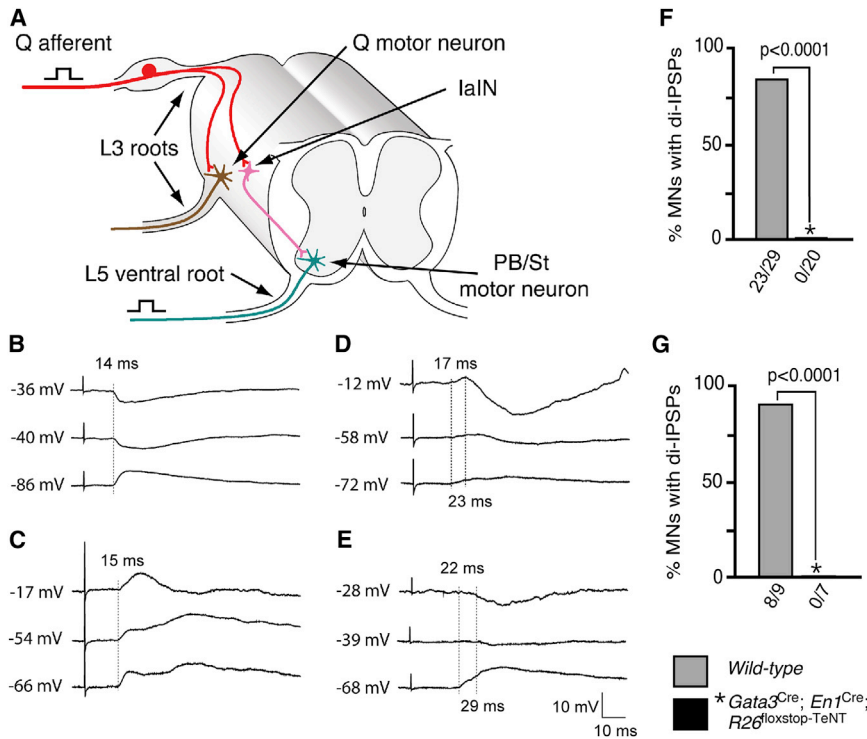 A
Q afferent
Q motor neuron
IaIN
L3 roots
L5 ventral root
PB/St
motor neuron
B
14 ms
-36 mV
-40 mV
-86 mV
C
15 ms
-17 mV
-54 mV
-66 mV
D
17 ms
-12 mV
-58 mV
-72 mV
23 ms
E
22 ms
-28 mV
-39 mV
-68 mV
29 ms
10 mV
10 ms
F
% MNs with di-IPSPs
100
50
0
p<0.0001
*
23/29
0/20
G
% MNs with di-IPSPs
100
50
0
p<0.0001
*
8/9
0/7
Wild-type
* Gata3Cre; En1Cre;
R26floxstop-TeNT